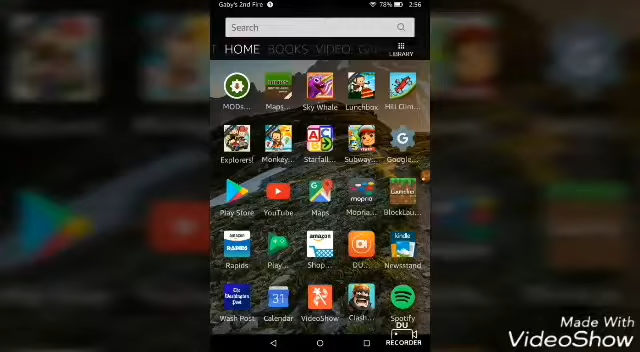 Gaby's 2nd Fire 78% 2:56
Search
HOME BOOKS VIDEO
LIBRARY
MODs... Maps... Sky Whale Lunchbox Hill Clim...
Explorers! Monkey... Starfall... Subway... Google...
Play Store YouTube Maps Mopria... BlockLau...
Rapids Play... Shop... DU... Newsstand
Wash Post Calendar VideoShow Clash... Spotify
DU
RECORDER
Made With
VideoShow